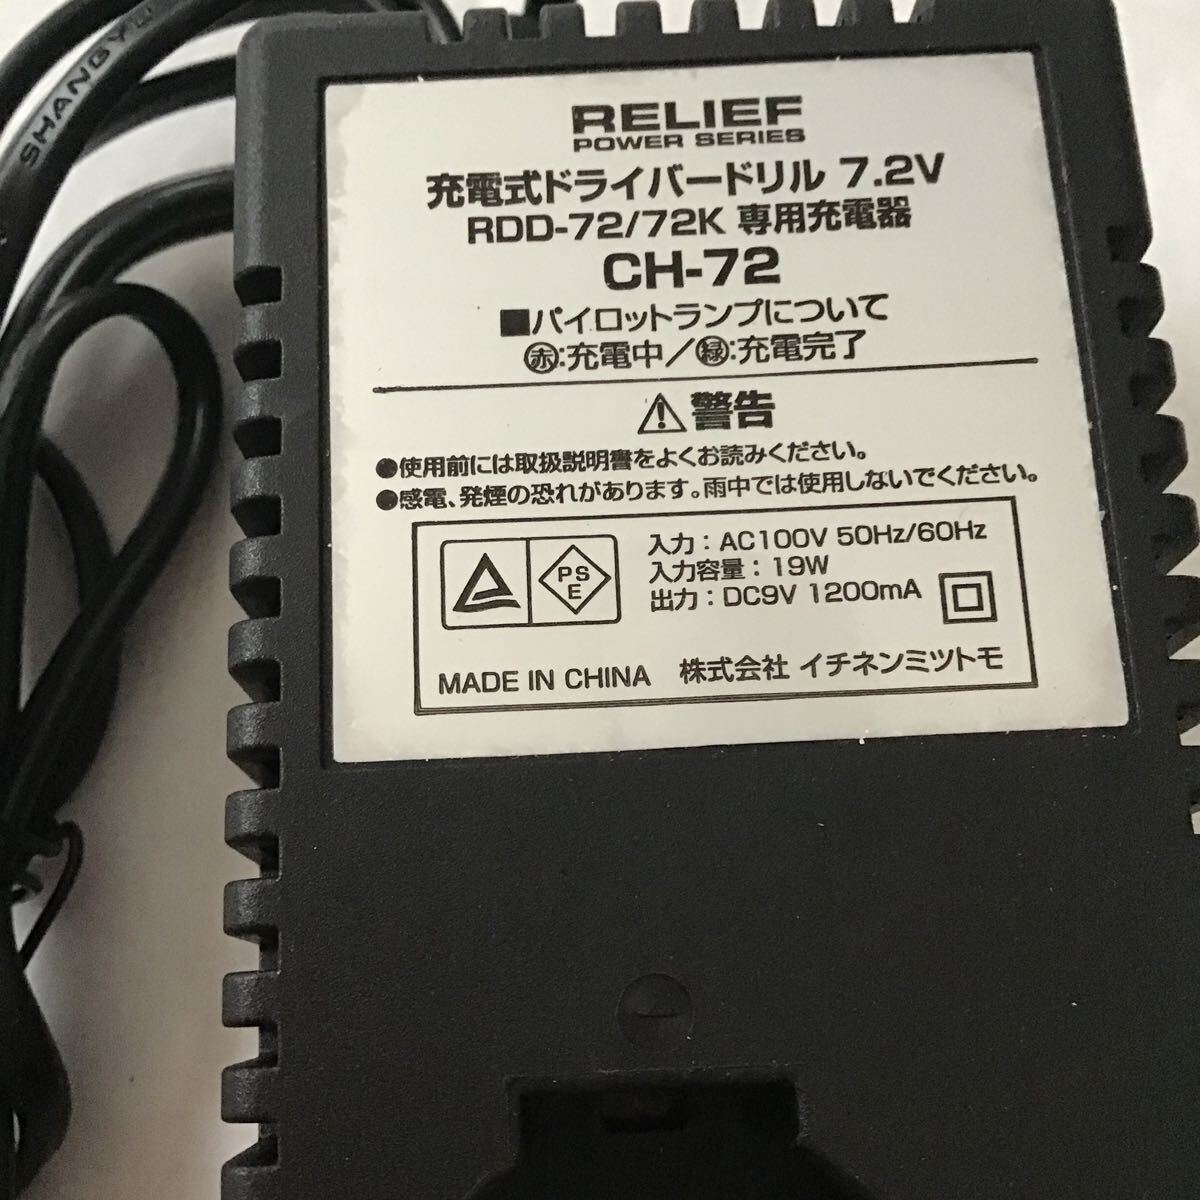 SHANGYU
RELIEF
POWER SERIES
充電式ドライバードリル 7.2V
RDD-72/72K 専用充電器
CH-72
■パイロットランプについて
赤:充電中/緑:充電完了
⚠警告
●使用前には取扱説明書をよくお読みください。
●感電、発煙の恐れがあります。雨中では使用しないでください。
PS
E
入力:AC100V 50Hz/60Hz
入力容量:19W
出力:DC9V 1200mA
MADE IN CHINA 株式会社 イチネンミツトモ